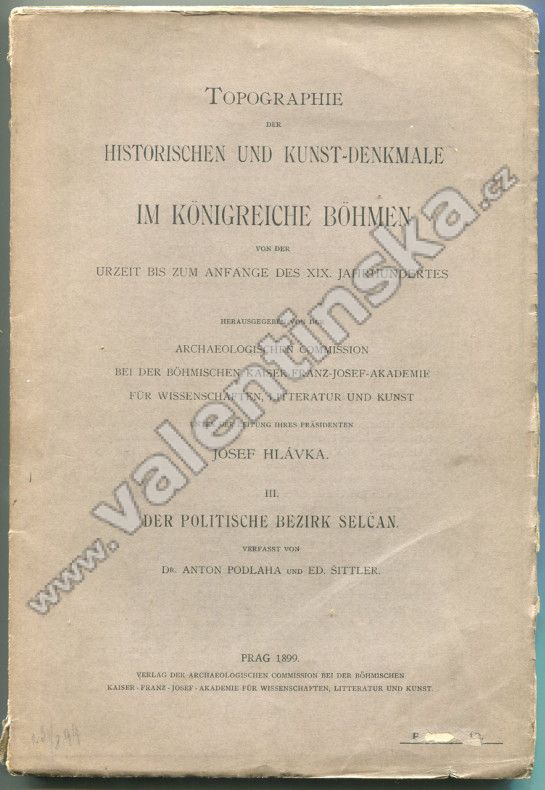 TOPOGRAPHIE
DER
HISTORISCHEN UND KUNST-DENKMALE
IM KÖNIGREICHE BÖHMEN
VON DER
URZEIT BIS ZUM ANFANGE DES XIX. JAHRHUNDERTES
HERAUSGEGEBEN VON DER
ARCHAEOLOGISCHEN COMMISSION
BEI DER BÖHMISCHEN KAISER-FRANZ-JOSEF-AKADEMIE
FÜR WISSENSCHAFTEN, LITTERATUR UND KUNST
UNTER DER LEITUNG IHRES PRÄSIDENTEN
JOSEF HLÁVKA.
III.
DER POLITISCHE BEZIRK SELČAN.
VERFASST VON
DR. ANTON PODLAHA UND ED. ŠITTLER.
PRAG 1899.
VERLAG DER ARCHAEOLOGISCHEN COMMISSION BEI DER BÖHMISCHEN
KAISER-FRANZ-JOSEF-AKADEMIE FÜR WISSENSCHAFTEN, LITTERATUR UND KUNST.
www.valentinska.cz